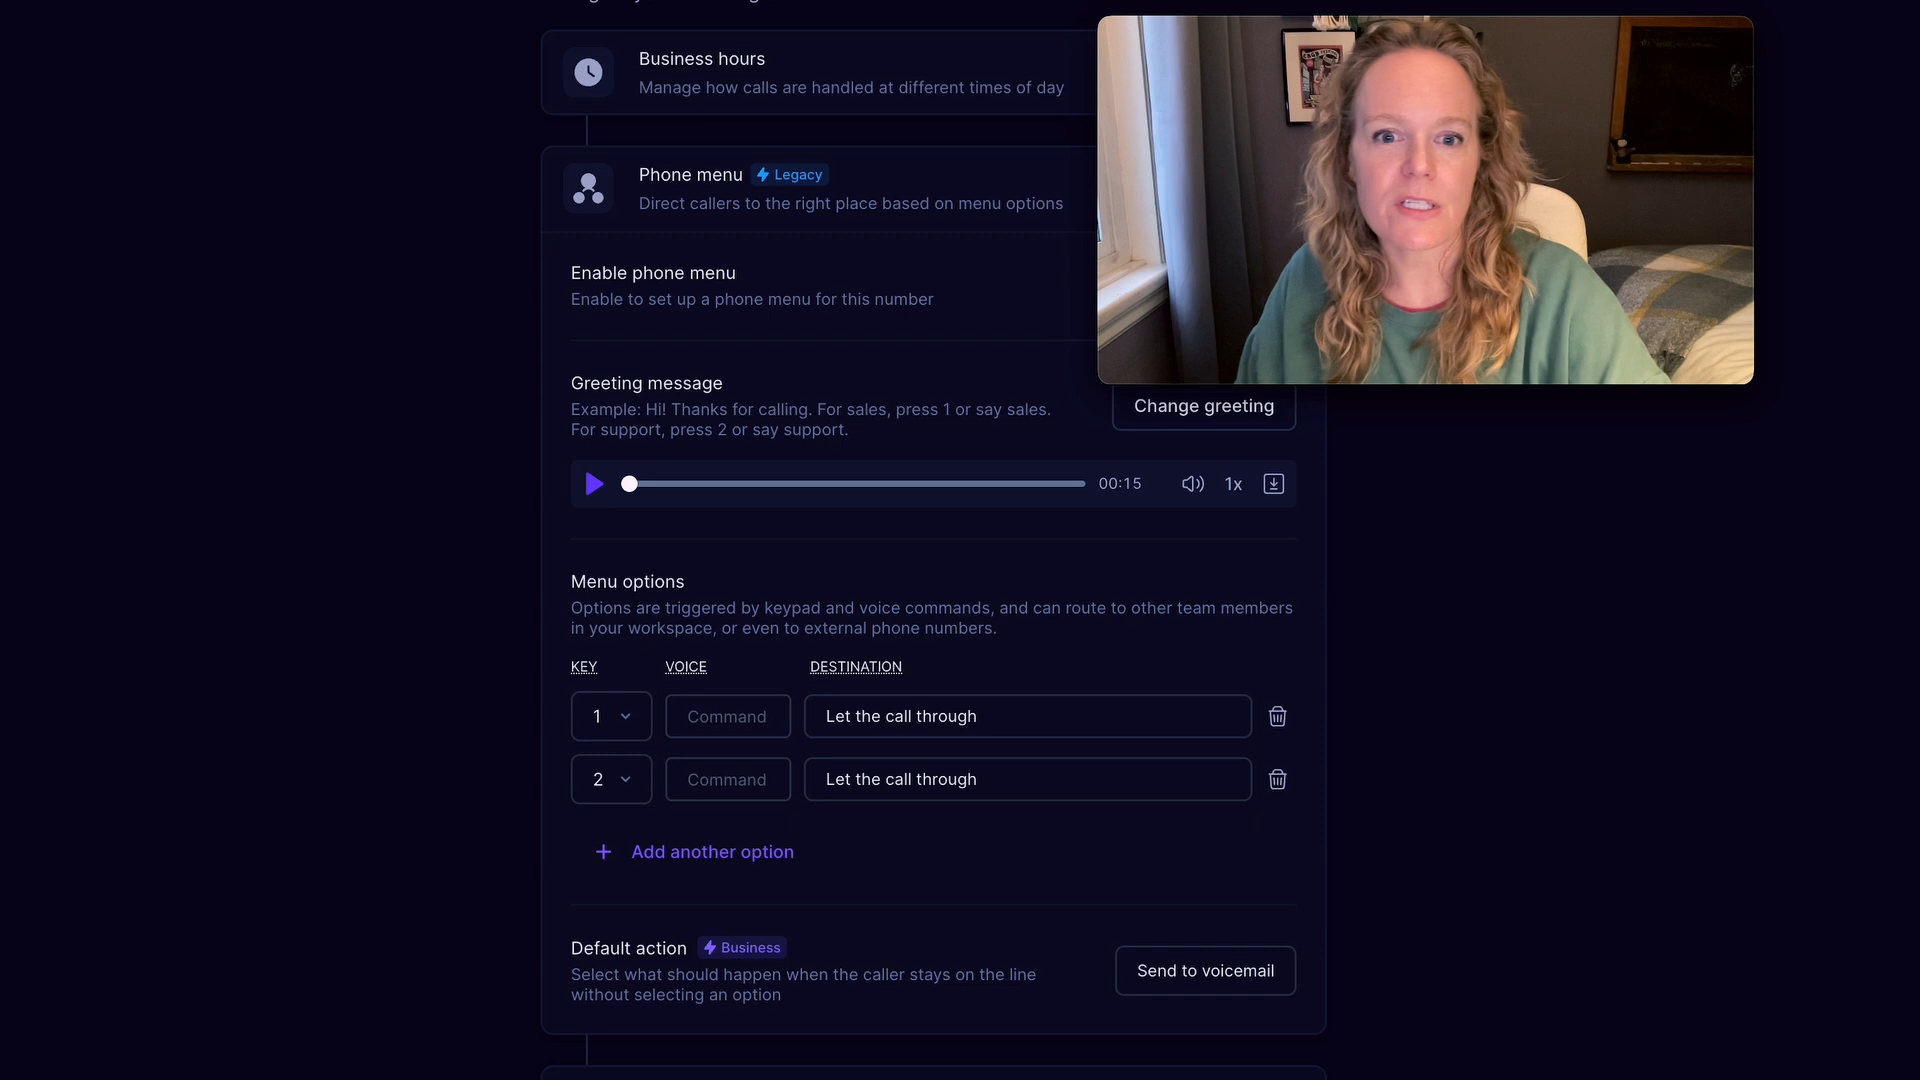 Business hours
Manage how calls are handled at different times of day
Phone menu Legacy
Direct callers to the right place based on menu options
Enable phone menu
Enable to set up a phone menu for this number
Greeting message
Example: Hi! Thanks for calling. For sales, press 1 or say sales.
For support, press 2 or say support.
Change greeting
00:15 1x
Menu options
Options are triggered by keypad and voice commands, and can route to other team members
in your workspace, or even to external phone numbers.
KEY VOICE DESTINATION
1 Command Let the call through
2 Command Let the call through
+ Add another option
Default action Business
Select what should happen when the caller stays on the line
without selecting an option
Send to voicemail